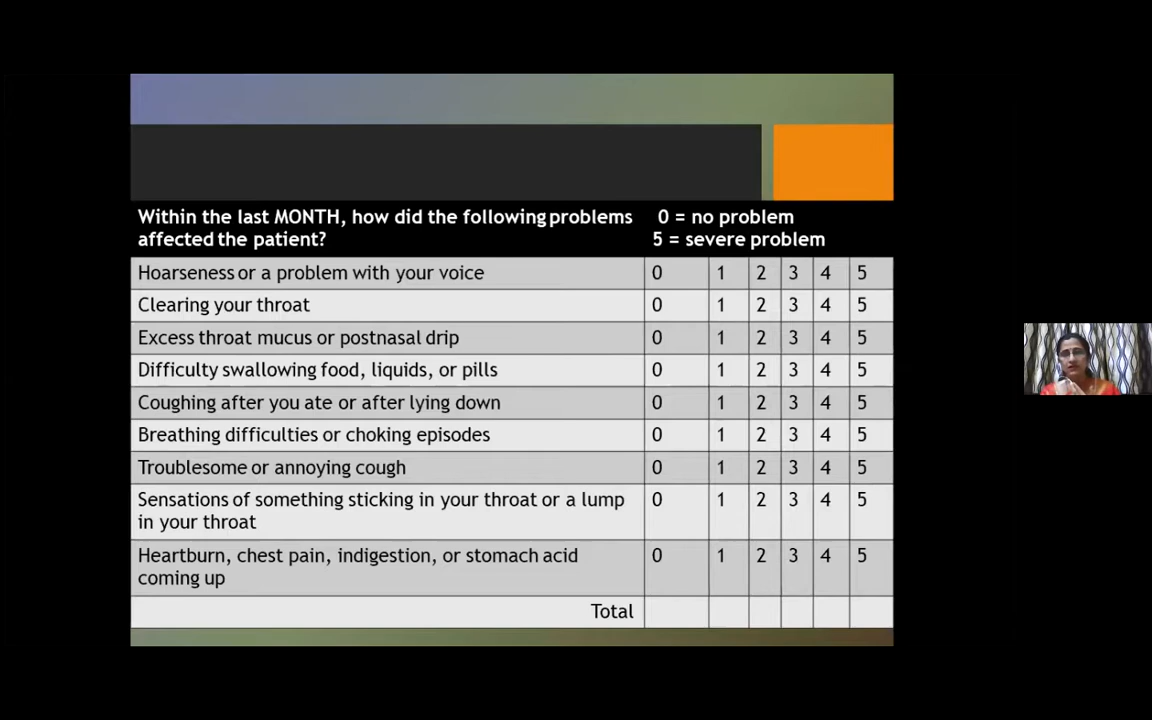 Within the last MONTH, how did the following problems 0 = no problem
affected the patient? 5 = severe problem
Hoarseness or a problem with your voice 0 1 2 3 4 5
Clearing your throat 0 1 2 3 4 5
Excess throat mucus or postnasal drip 0 1 2 3 4 5
Difficulty swallowing food, liquids, or pills 0 1 2 3 4 5
Coughing after you ate or after lying down 0 1 2 3 4 5
Breathing difficulties or choking episodes 0 1 2 3 4 5
Troublesome or annoying cough 0 1 2 3 4 5
Sensations of something sticking in your throat or a lump 0 1 2 3 4 5
in your throat
Heartburn, chest pain, indigestion, or stomach acid 0 1 2 3 4 5
coming up
Total